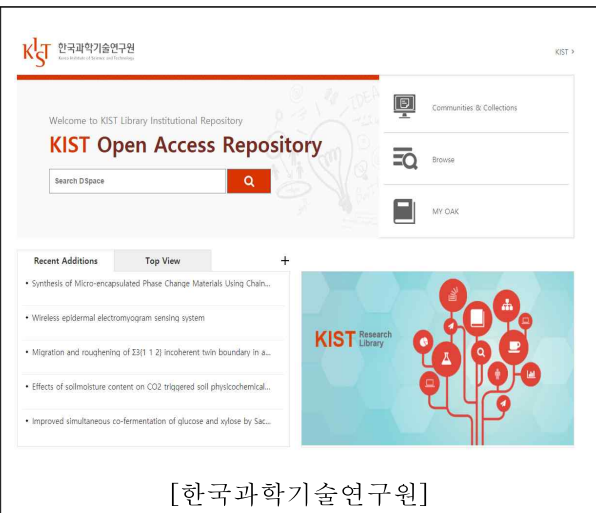 KIST 한국과학기술연구원
Korea Institute of Science and Technology
KIST >
Welcome to KIST Library Institutional Repository
KIST Open Access Repository
Search DSpace
Communities & Collections
Browse
MY OAK
Recent Additions
Top View
+
• Synthesis of Micro-encapsulated Phase Change Materials Using Chain...
• Wireless epidermal electromyogram sensing system
• Migration and roughening of Σ3(1 1 2) incoherent twin boundary in a...
• Effects of soilmoisture content on CO2 triggered soil physicochemical...
• Improved simultaneous co-fermentation of glucose and xylose by Sac...
KIST Research
Library
[한국과학기술연구원]